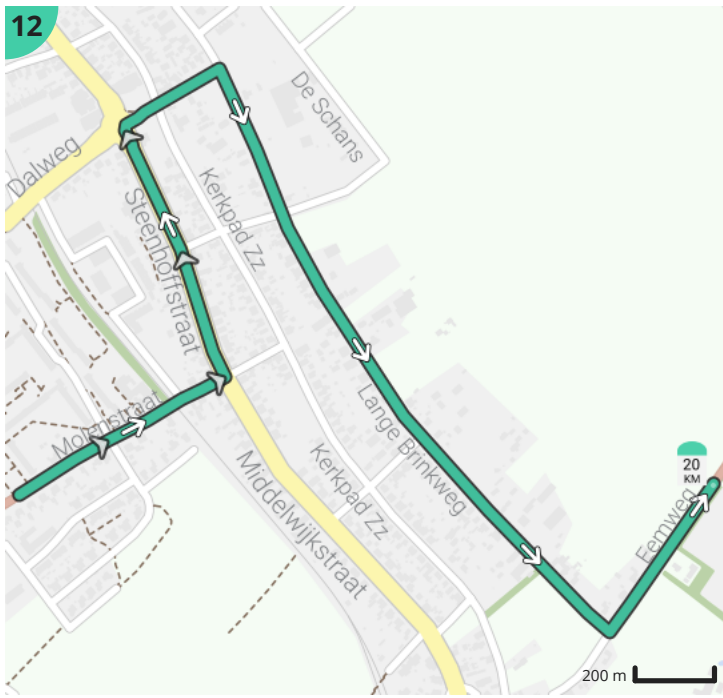 12
De Schans
Dalweg
Kerkpad Zz
Steenhoffstraat
Molenstraat
Lange Brinkweg
Kerkpad Zz
Middelwijkstraat
20
KM
Eemweg
200 m